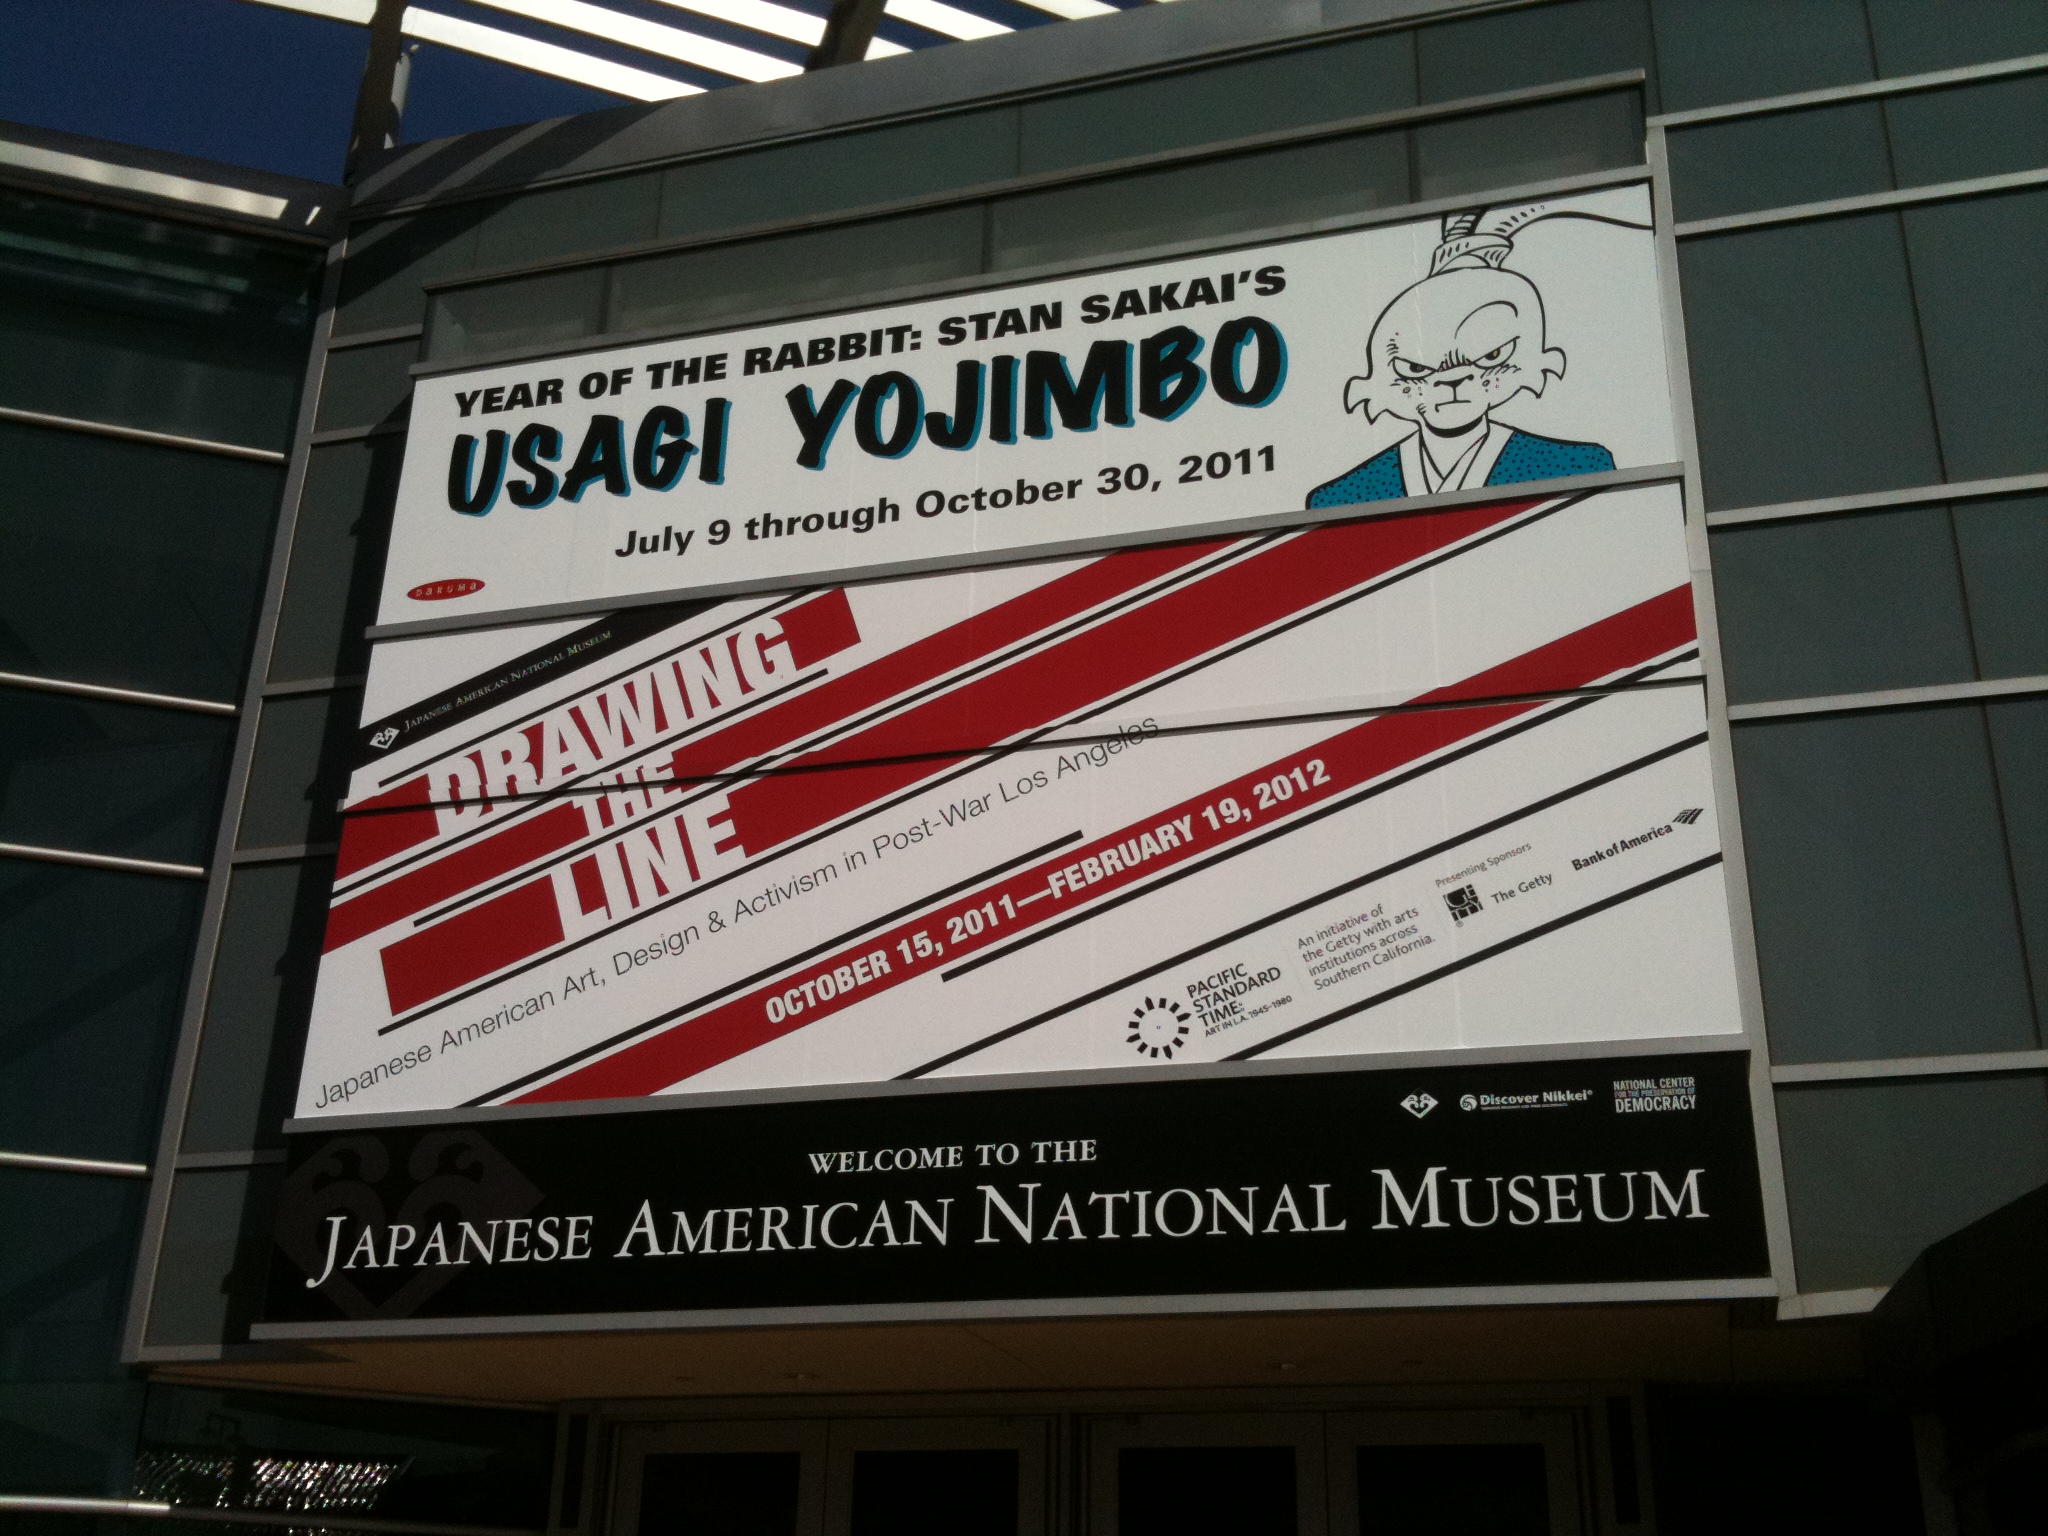 YEAR OF THE RABBIT: STAN SAKAI'S
USAGI YOJIMBO
July 9 through October 30, 2011
DARUMA
JAPANESE AMERICAN NATIONAL MUSEUM
DRAWING
THE
LINE
Japanese American Art, Design & Activism in Post-War Los Angeles
OCTOBER 15, 2011—FEBRUARY 19, 2012
PACIFIC
STANDARD
TIME:
ART IN L.A. 1945–1980
An initiative of
the Getty with arts
institutions across
Southern California.
Presenting Sponsors
The Getty
Bank of America
Discover Nikkei®
NATIONAL CENTER
FOR THE PRESERVATION OF
DEMOCRACY
WELCOME TO THE
JAPANESE AMERICAN NATIONAL MUSEUM